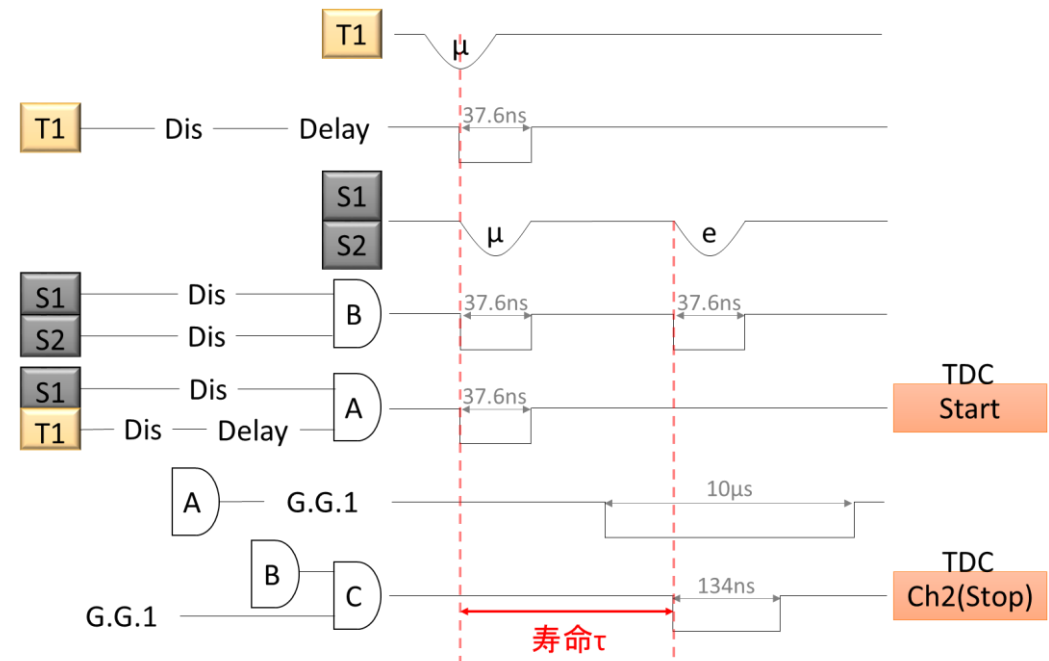 T1
μ
T1 Dis Delay
37.6ns
S1
S2
μ
e
S1 Dis
S2 Dis
B
37.6ns
37.6ns
S1 Dis
T1 Dis Delay
A
37.6ns
TDC
Start
A G.G.1
10μs
B
G.G.1
C
134ns
TDC
Ch2(Stop)
寿命τ